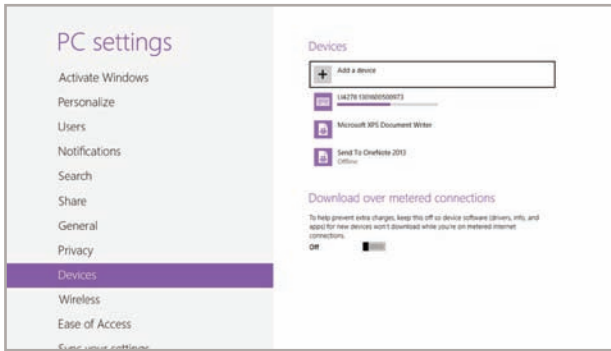 PC settings
Activate Windows
Personalize
Users
Notifications
Search
Share
General
Privacy
Devices
Wireless
Ease of Access
Sync your settings
Devices
Add a device
Microsoft XPS Document Writer
Send To OneNote 2013
Offline
Download over metered connections
To help prevent extra charges, keep this off so device software (drivers, info, and
apps) for new devices won't download while you're on metered Internet
connections.
Off